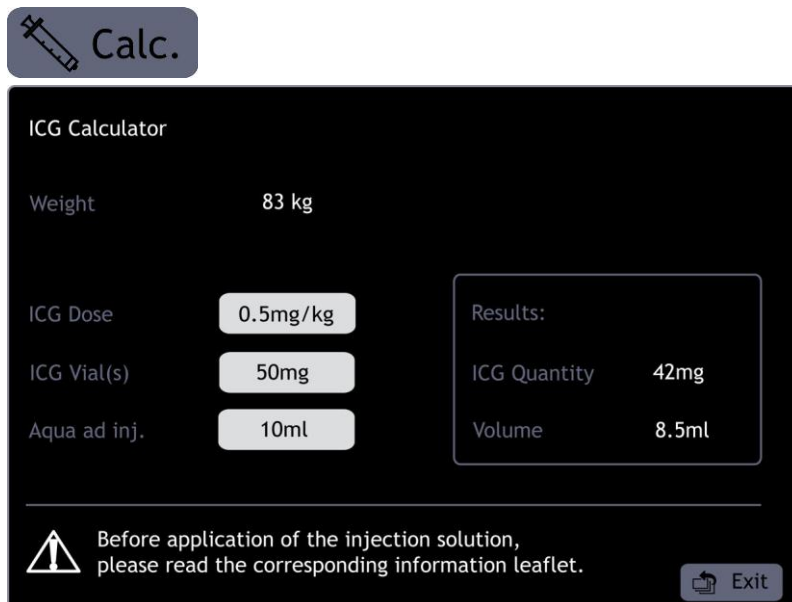 Calc.
ICG Calculator
Weight 83 kg
ICG Dose 0.5mg/kg Results:
ICG Vial(s) 50mg ICG Quantity 42mg
Aqua ad inj. 10ml Volume 8.5ml
Before application of the injection solution,
please read the corresponding information leaflet.
Exit